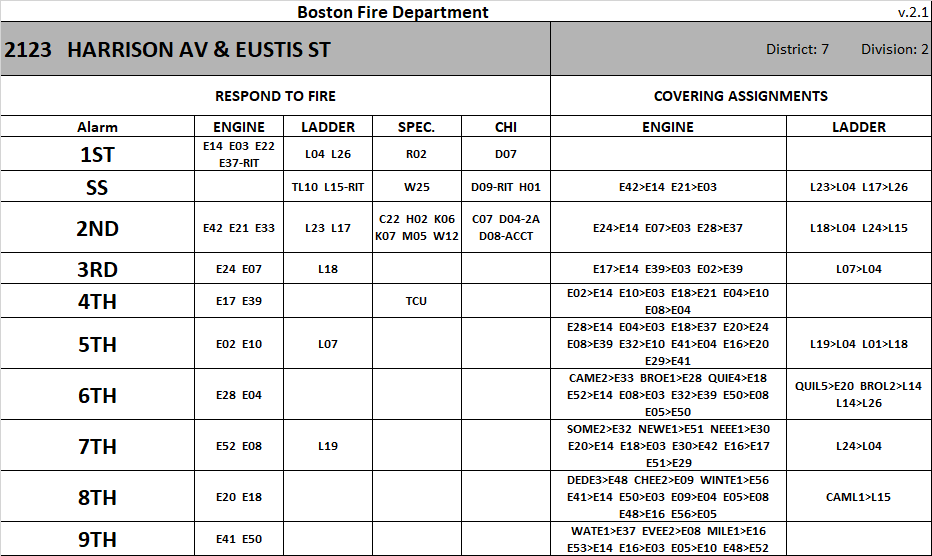 Boston Fire Department v.2.1
2123 HARRISON AV & EUSTIS ST District: 7 Division: 2
RESPOND TO FIRE COVERING ASSIGNMENTS
Alarm ENGINE LADDER SPEC. CHI ENGINE LADDER
1ST
E14 E03 E22
E37-RIT
L04 L26
R02
D07
SS
TL10 L15-RIT
W25
D09-RIT H01
E42>E14 E21>E03
L23>L04 L17>L26
2ND
E42 E21 E33
L23 L17
C22 H02 K06
K07 M05 W12
C07 D04-2A
D08-ACCT
E24>E14 E07>E03 E28>E37
L18>L04 L24>L15
3RD
E24 E07
L18
E17>E14 E39>E03 E02>E39
L07>L04
4TH
E17 E39
TCU
E02>E14 E10>E03 E18>E21 E04>E10
E08>E04
5TH
E02 E10
L07
E28>E14 E04>E03 E18>E37 E20>E24
E08>E39 E32>E10 E41>E04 E16>E20
E29>E41
L19>L04 L01>L18
6TH
E28 E04
CAME2>E33 BROE1>E28 QUIE4>E18
E52>E14 E08>E03 E32>E39 E50>E08
E05>E50
QUIL5>E20 BROL2>L14
L14>L26
7TH
E52 E08
L19
SOME2>E32 NEWE1>E51 NEEE1>E30
E20>E14 E18>E03 E30>E42 E16>E17
E51>E29
L24>L04
8TH
E20 E18
DEDE3>E48 CHEE2>E09 WINTE1>E56
E41>E14 E50>E03 E09>E04 E05>E08
E48>E16 E56>E05
CAML1>L15
9TH
E41 E50
WATE1>E37 EVEE2>E08 MILE1>E16
E53>E14 E16>E03 E05>E10 E48>E52